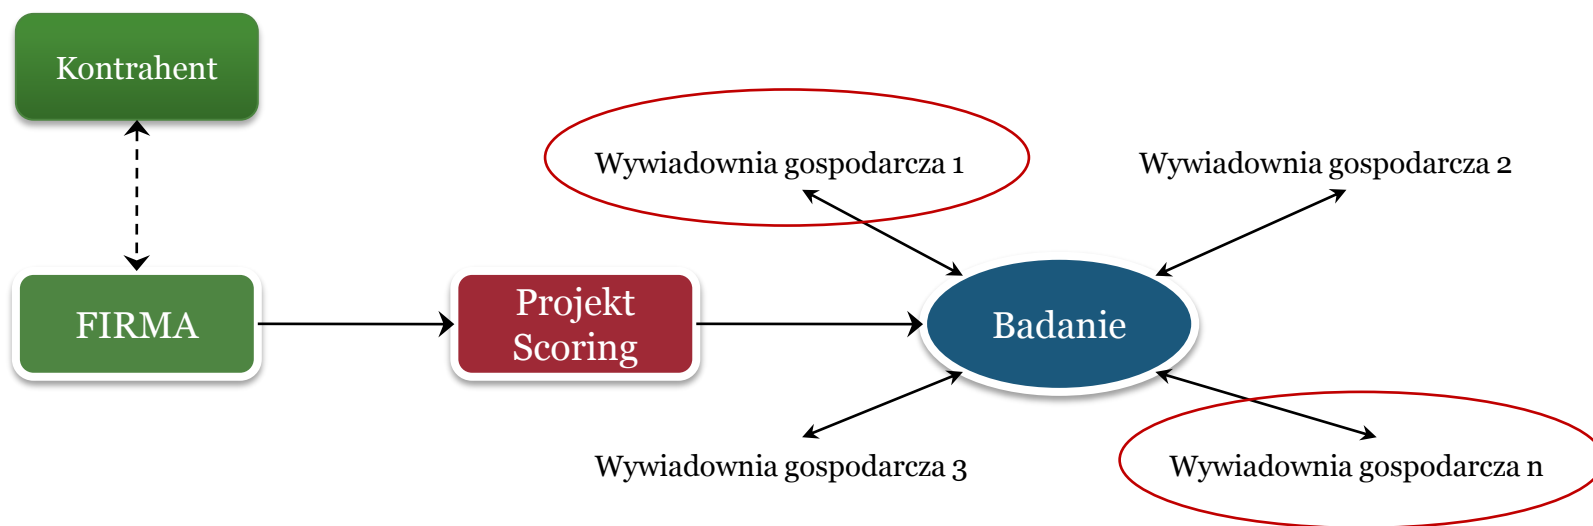 Kontrahent
Wywiadownia gospodarcza 1
Wywiadownia gospodarcza 2
FIRMA
Projekt
Scoring
Badanie
Wywiadownia gospodarcza 3
Wywiadownia gospodarcza n